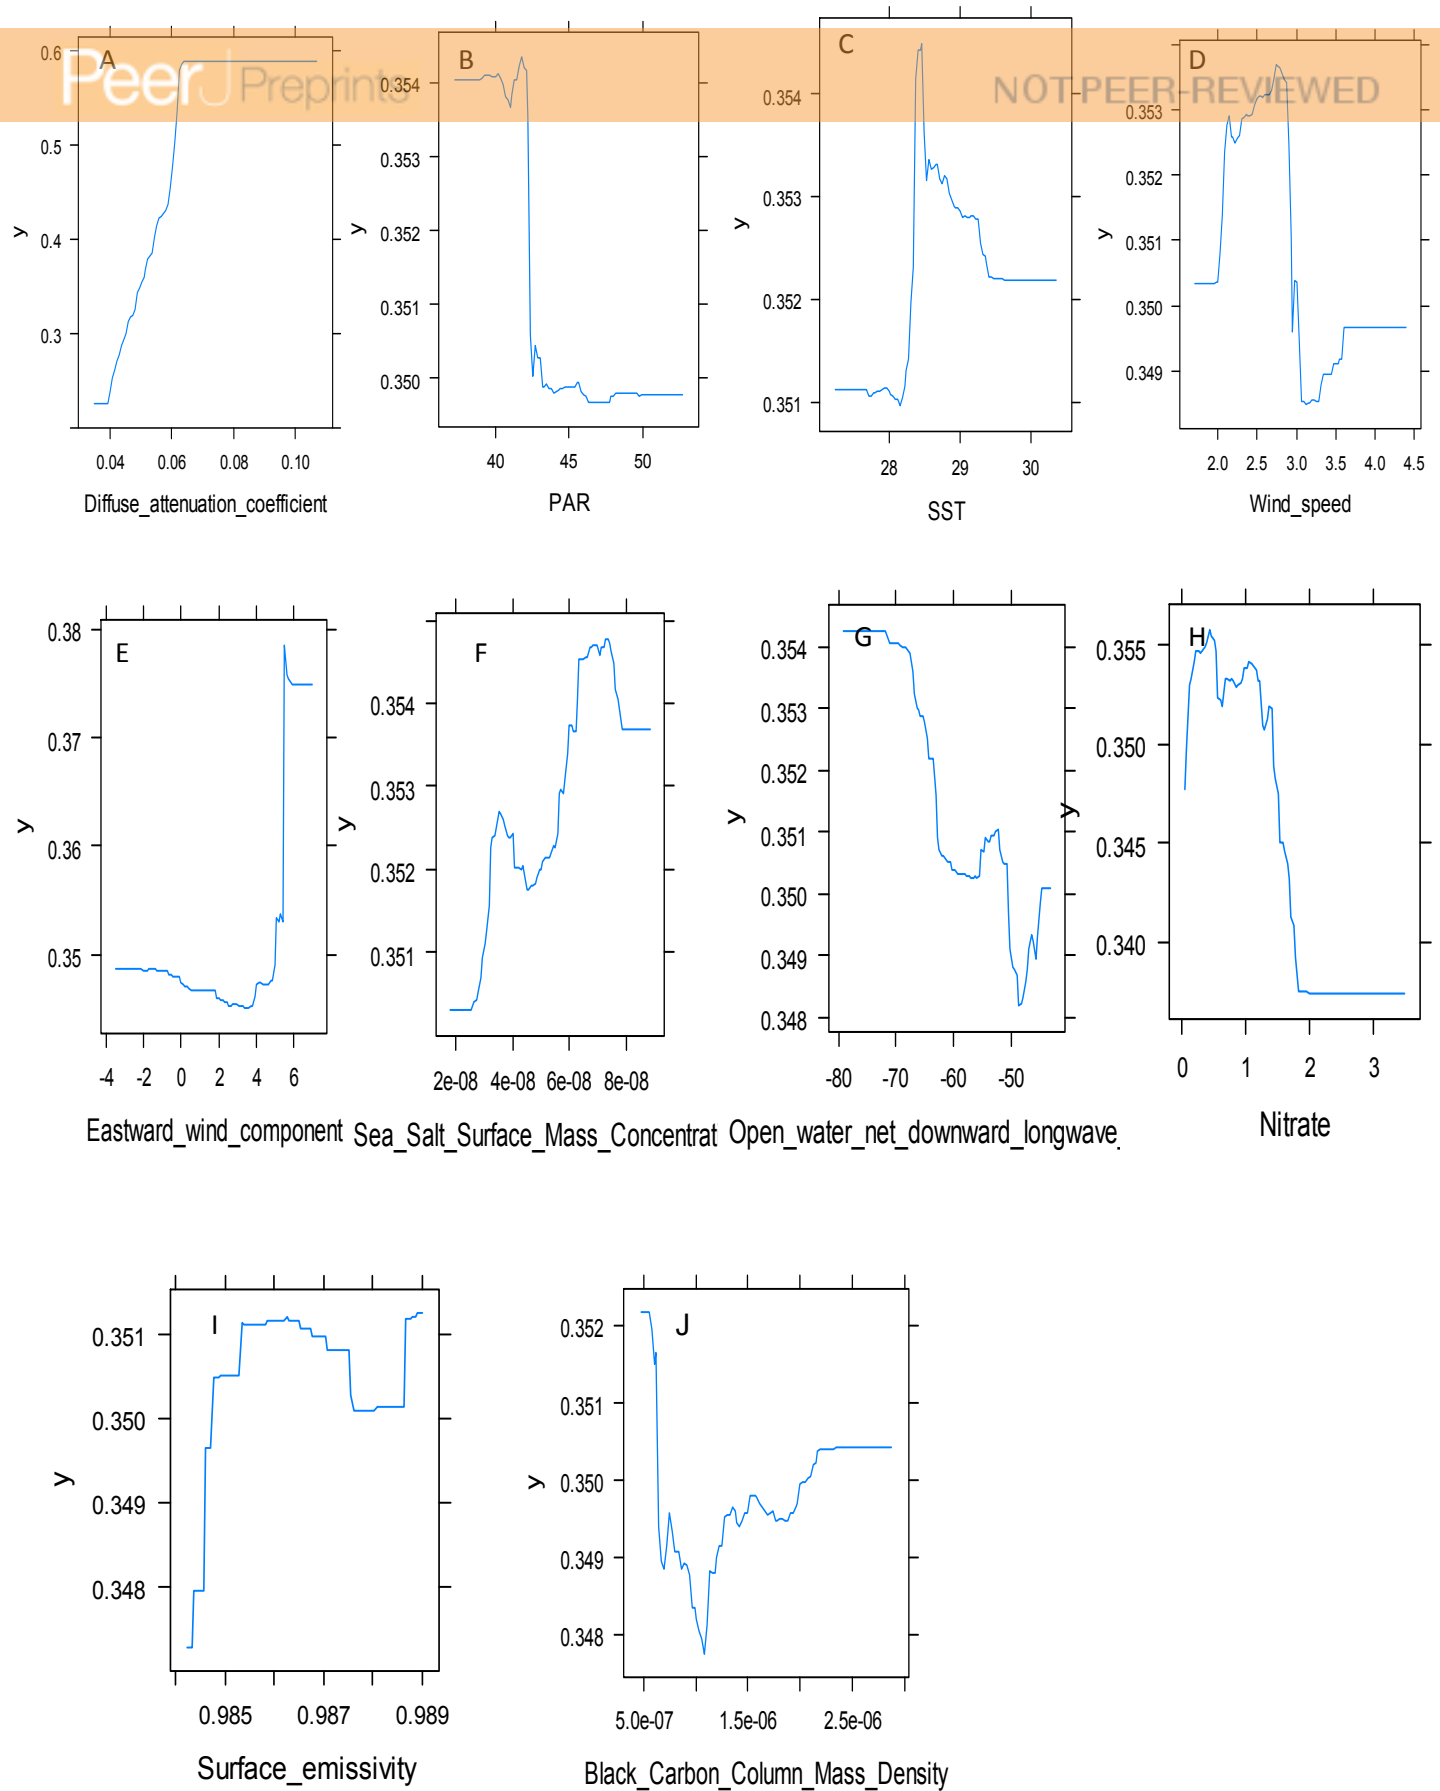 PeerJ Preprints
NOT PEER-REVIEWED
A
0.6
0.5
0.4
0.3
y
0.04 0.06 0.08 0.10
Diffuse_attenuation_coefficient
B
0.354
0.353
0.352
0.351
0.350
y
40 45 50
PAR
C
0.354
0.353
0.352
0.351
y
28 29 30
SST
D
0.353
0.352
0.351
0.350
0.349
y
2.0 2.5 3.0 3.5 4.0 4.5
Wind_speed
E
0.38
0.37
0.36
0.35
y
-4 -2 0 2 4 6
Eastward_wind_component
F
0.354
0.353
0.352
0.351
y
2e-08 4e-08 6e-08 8e-08
Sea_Salt_Surface_Mass_Concentrat
G
0.354
0.353
0.352
0.351
0.350
0.349
0.348
y
-80 -70 -60 -50
Open_water_net_downward_longwave_
H
0.355
0.350
0.345
0.340
y
0 1 2 3
Nitrate
I
0.351
0.350
0.349
0.348
y
0.985 0.987 0.989
Surface_emissivity
J
0.352
0.351
0.350
0.349
0.348
y
5.0e-07 1.5e-06 2.5e-06
Black_Carbon_Column_Mass_Density